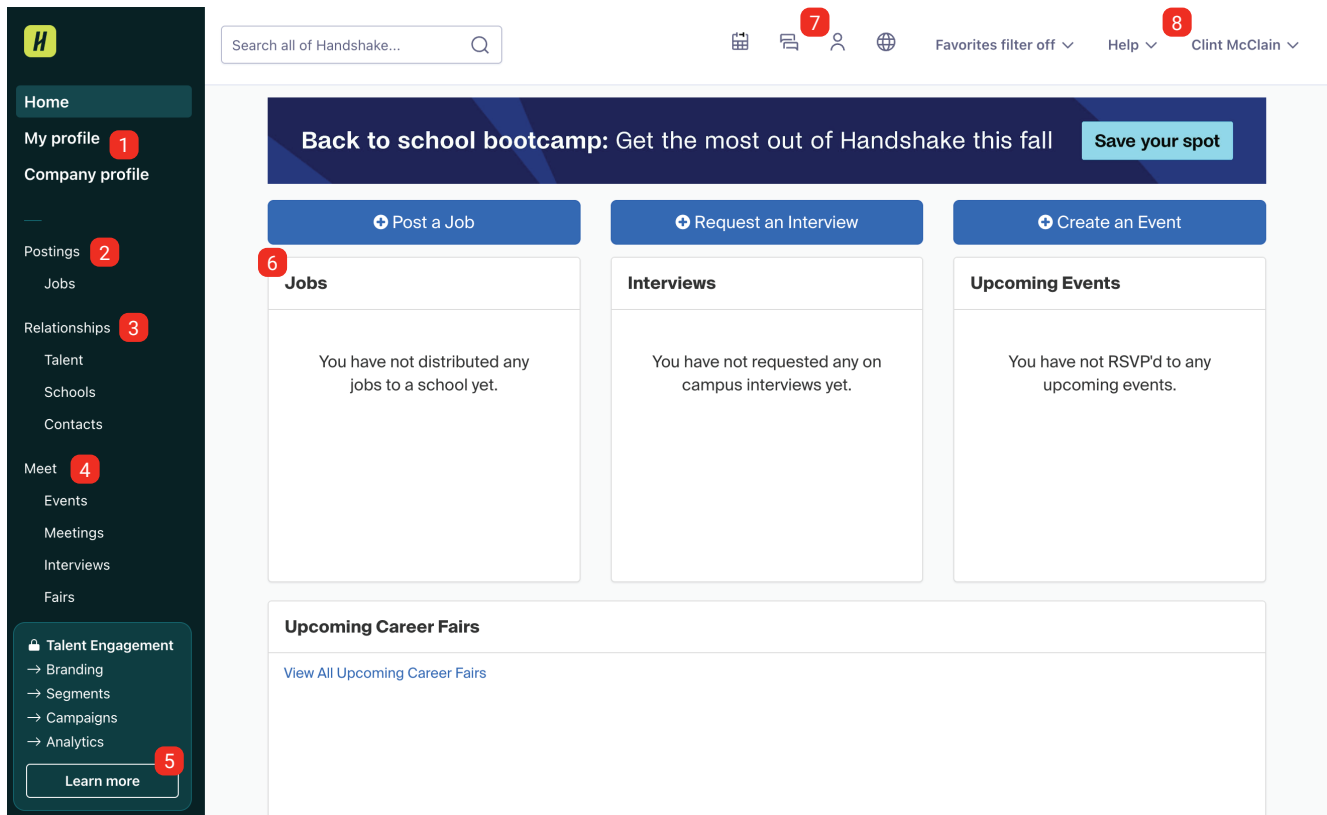 H
Search all of Handshake...
7
Favorites filter off
Help
8
Clint McClain
Home
My profile
1
Company profile
Postings
2
Jobs
Relationships
3
Talent
Schools
Contacts
Meet
4
Events
Meetings
Interviews
Fairs
Talent Engagement
→ Branding
→ Segments
→ Campaigns
→ Analytics
5
Learn more
Back to school bootcamp: Get the most out of Handshake this fall
Save your spot
Post a Job
Request an Interview
Create an Event
6
Jobs
You have not distributed any
jobs to a school yet.
Interviews
You have not requested any on
campus interviews yet.
Upcoming Events
You have not RSVP'd to any
upcoming events.
Upcoming Career Fairs
View All Upcoming Career Fairs